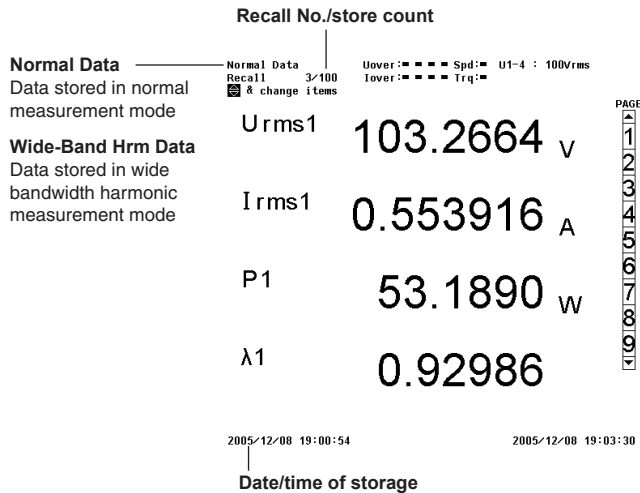 Recall No./store count
Normal Data
Data stored in normal
measurement mode
Wide-Band Hrm Data
Data stored in wide
bandwidth harmonic
measurement mode
Normal Data Uover: Spd: U1-4 : 100Vrms
Recall 3/100 Iover: Trq:
& change items
PAGE
Urms1 103.2664 V
Irms1 0.553916 A
P1 53.1890 W
λ1 0.92986
1
2
3
4
5
6
7
8
9
2005/12/08 19:00:54 2005/12/08 19:03:30
Date/time of storage